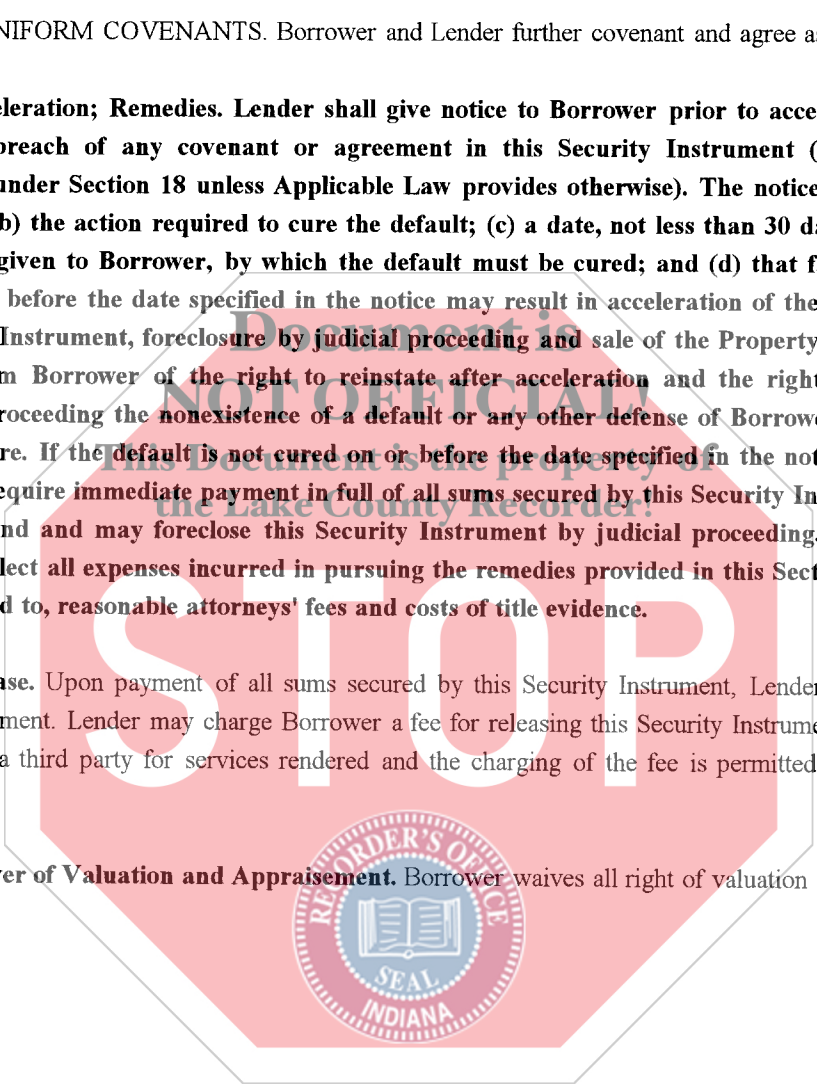 NIFORM COVENANTS. Borrower and Lender further covenant and agree as
eleration; Remedies. Lender shall give notice to Borrower prior to acce
breach of any covenant or agreement in this Security Instrument (
under Section 18 unless Applicable Law provides otherwise). The notice
b) the action required to cure the default; (c) a date, not less than 30 da
given to Borrower, by which the default must be cured; and (d) that f
before the date specified in the notice may result in acceleration of the
Document is
Instrument, foreclosure by judicial proceeding and sale of the Property
m Borrower of the right to reinstate after acceleration and the right
NOT OFFICIAL!
roceeding the nonexistence of a default or any other defense of Borrowe
re. If the default is not cured on or before the date specified in the not
This Document is the property of
equire immediate payment in full of all sums secured by this Security In
the Lake County Recorder!
nd and may foreclose this Security Instrument by judicial proceeding.
lect all expenses incurred in pursuing the remedies provided in this Sect
d to, reasonable attorneys' fees and costs of title evidence.
STOP
ase. Upon payment of all sums secured by this Security Instrument, Lender
ment. Lender may charge Borrower a fee for releasing this Security Instrume
a third party for services rendered and the charging of the fee is permitted
RECORDER'S OFFICE
er of Valuation and Appraisement. Borrower waives all right of valuation
SEAL
INDIANA